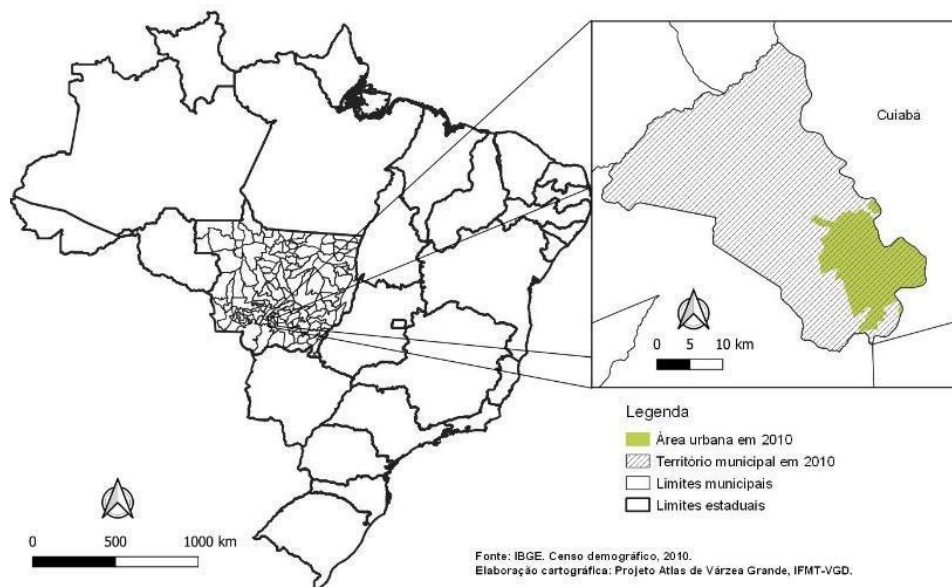 Cuiabá
0 5 10 km
Legenda
Área urbana em 2010
Território municipal em 2010
Limites municipais
Limites estaduais
0 500 1000 km
Fonte: IBGE. Censo demográfico, 2010.
Elaboração cartográfica: Projeto Atlas de Várzea Grande, IFMT-VGD.